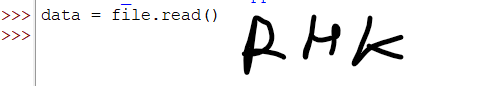 >>> data = file.read()
>>>
RHK